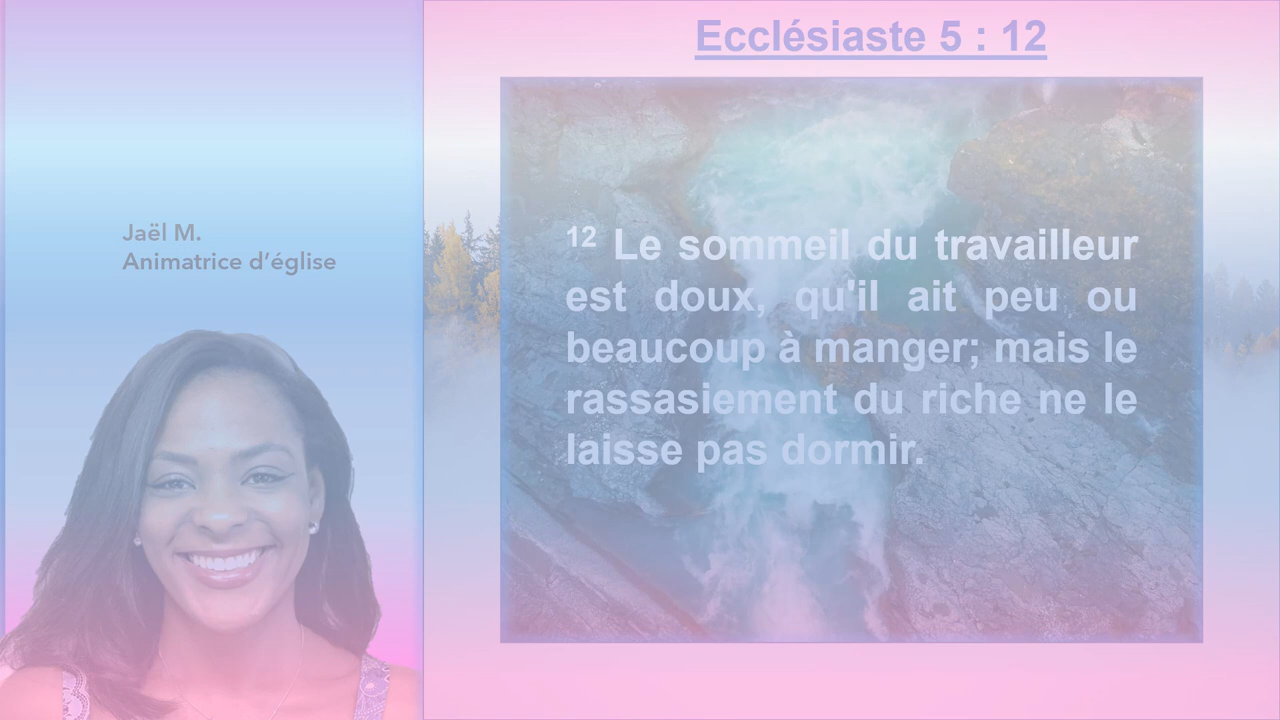 Ecclésiaste 5 : 12
Jaël M.
Animatrice d’église
12 Le sommeil du travailleur
est doux, qu'il ait peu ou
beaucoup à manger; mais le
rassasiement du riche ne le
laisse pas dormir.